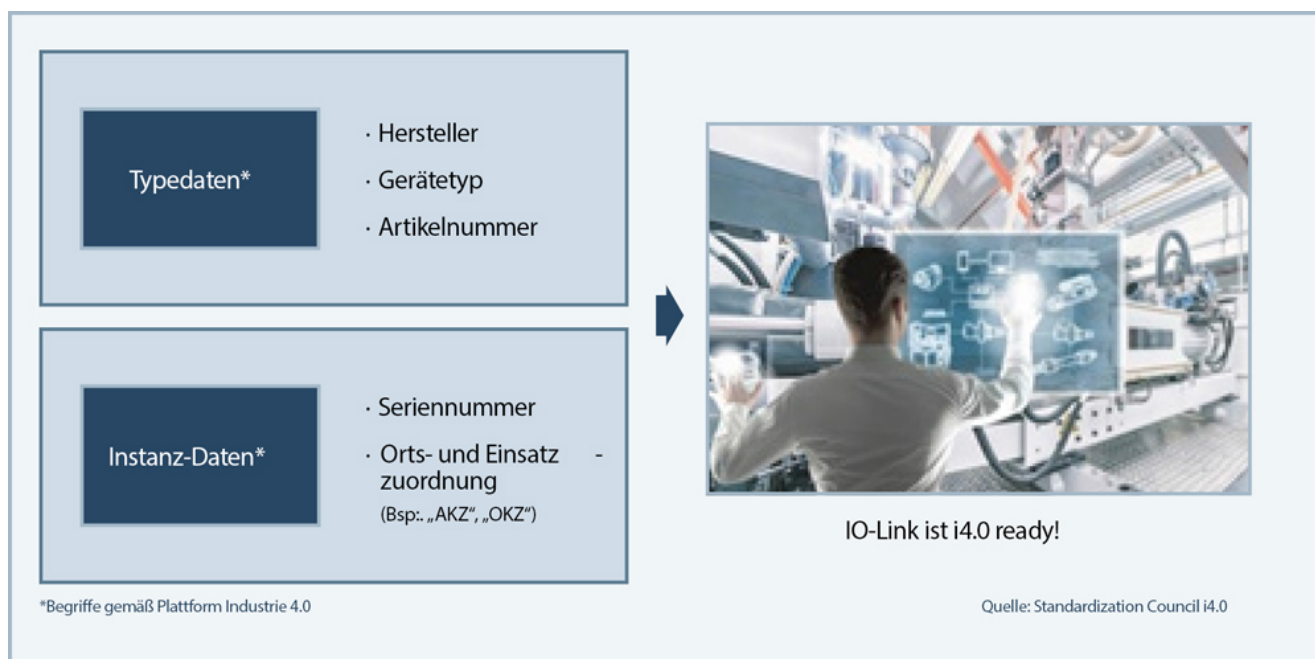 Typedaten*
· Hersteller
· Gerätetyp
· Artikelnummer
Instanz-Daten*
· Seriennummer
· Orts- und Einsatz -
zuordnung
(Bsp:. „AKZ“, „OKZ“)
IO-Link ist i4.0 ready!
*Begriffe gemäß Plattform Industrie 4.0
Quelle: Standardization Council i4.0